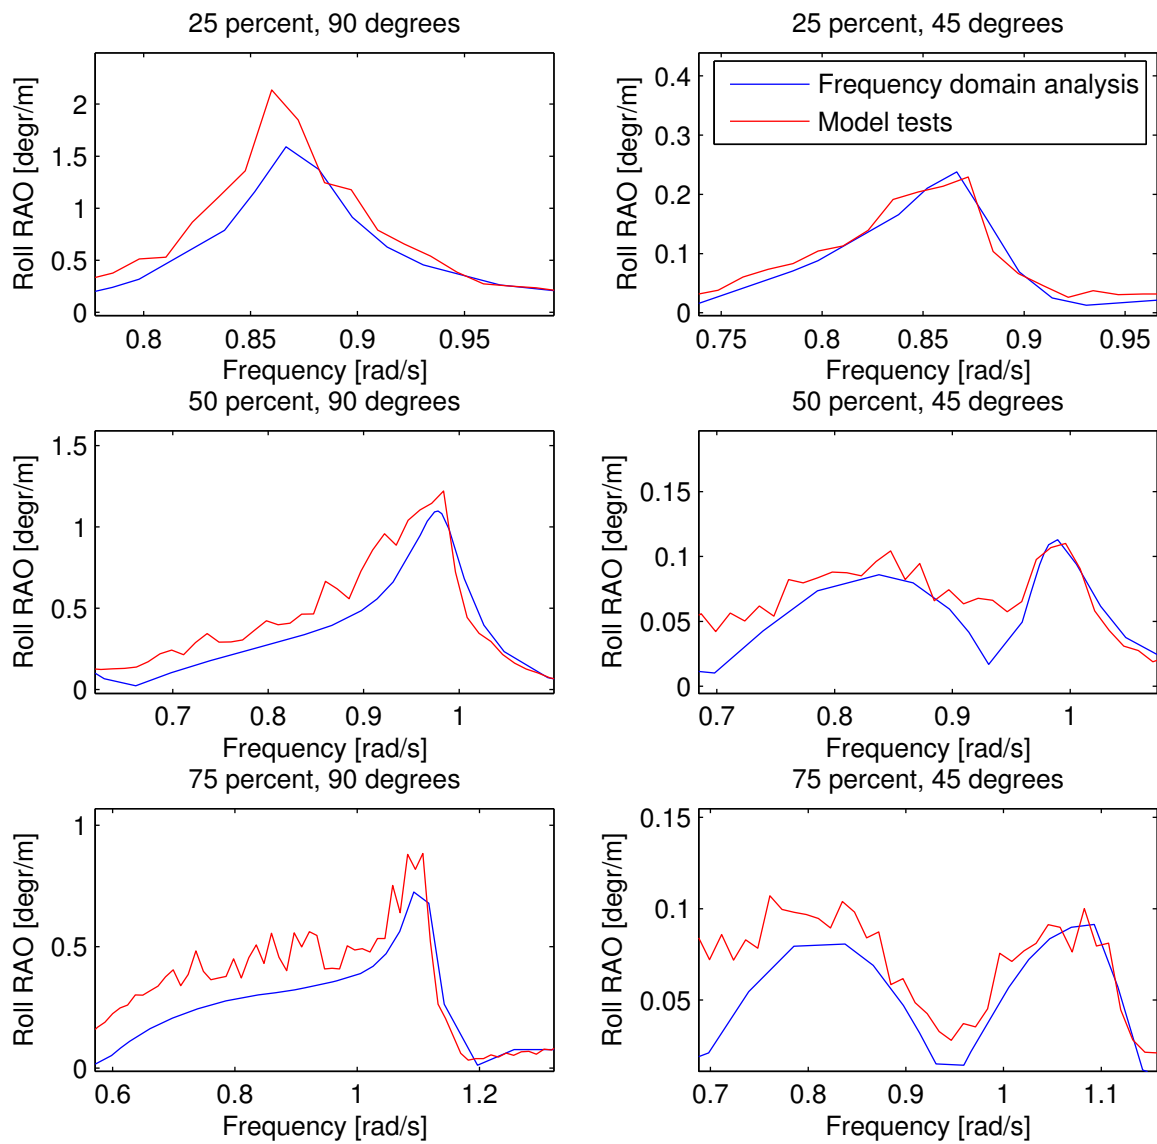 25 percent, 90 degrees
Roll RAO [degr/m]
2
1.5
1
0.5
0
0.8 0.85 0.9 0.95
Frequency [rad/s]
25 percent, 45 degrees
Roll RAO [degr/m]
0.4
0.3
0.2
0.1
0
Frequency domain analysis
Model tests
0.75 0.8 0.85 0.9 0.95
Frequency [rad/s]
50 percent, 90 degrees
Roll RAO [degr/m]
1.5
1
0.5
0
0.7 0.8 0.9 1
Frequency [rad/s]
50 percent, 45 degrees
Roll RAO [degr/m]
0.15
0.1
0.05
0
0.7 0.8 0.9 1
Frequency [rad/s]
75 percent, 90 degrees
Roll RAO [degr/m]
1
0.5
0
0.6 0.8 1 1.2
Frequency [rad/s]
75 percent, 45 degrees
Roll RAO [degr/m]
0.15
0.1
0.05
0.7 0.8 0.9 1 1.1
Frequency [rad/s]